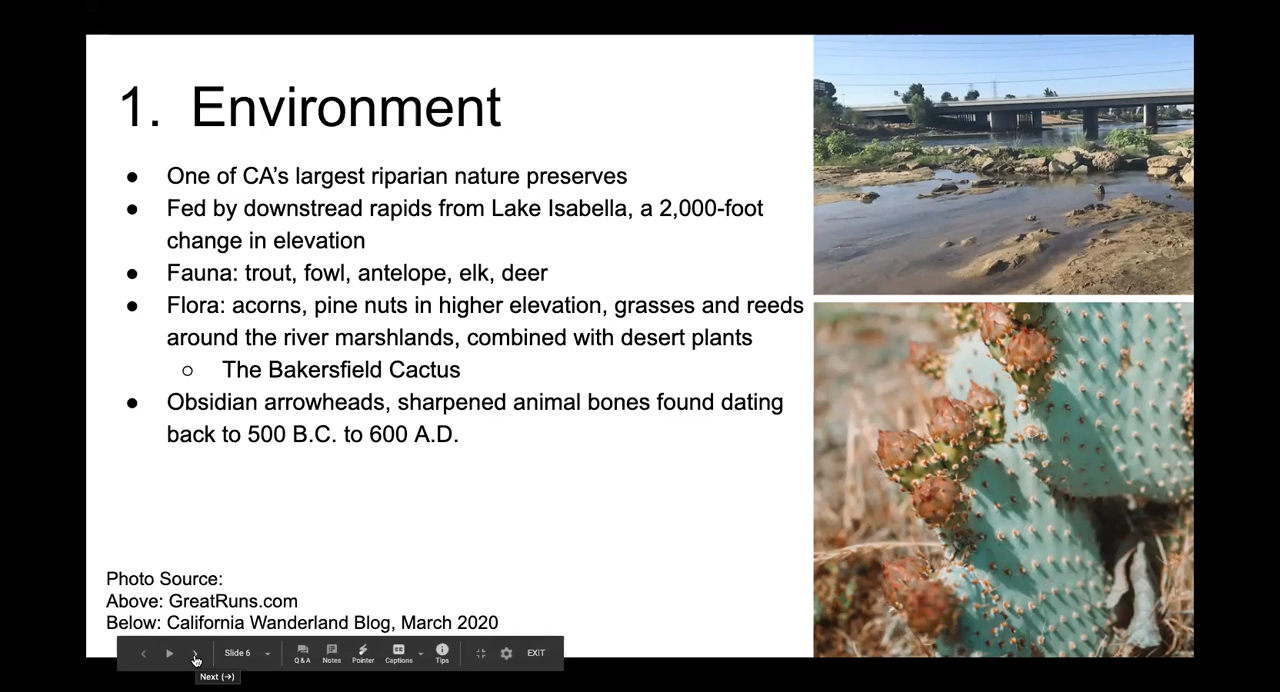 1. Environment
● One of CA's largest riparian nature preserves
● Fed by downstread rapids from Lake Isabella, a 2,000-foot
change in elevation
● Fauna: trout, fowl, antelope, elk, deer
● Flora: acorns, pine nuts in higher elevation, grasses and reeds
around the river marshlands, combined with desert plants
○ The Bakersfield Cactus
● Obsidian arrowheads, sharpened animal bones found dating
back to 500 B.C. to 600 A.D.
Photo Source:
Above: GreatRuns.com
Below: California Wanderland Blog, March 2020
Slide 6 Q & A Notes Pointer Captions Tips EXIT
Next (→)